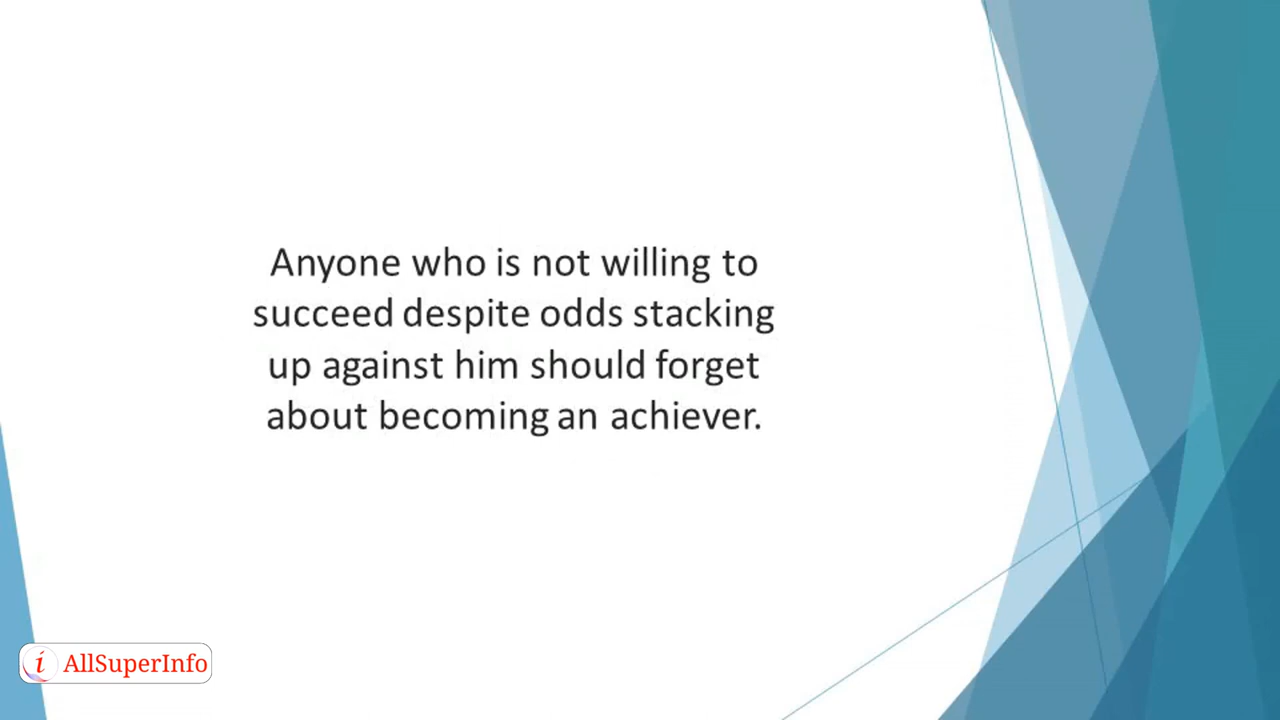 Anyone who is not willing to
succeed despite odds stacking
up against him should forget
about becoming an achiever.
i AllSuperInfo